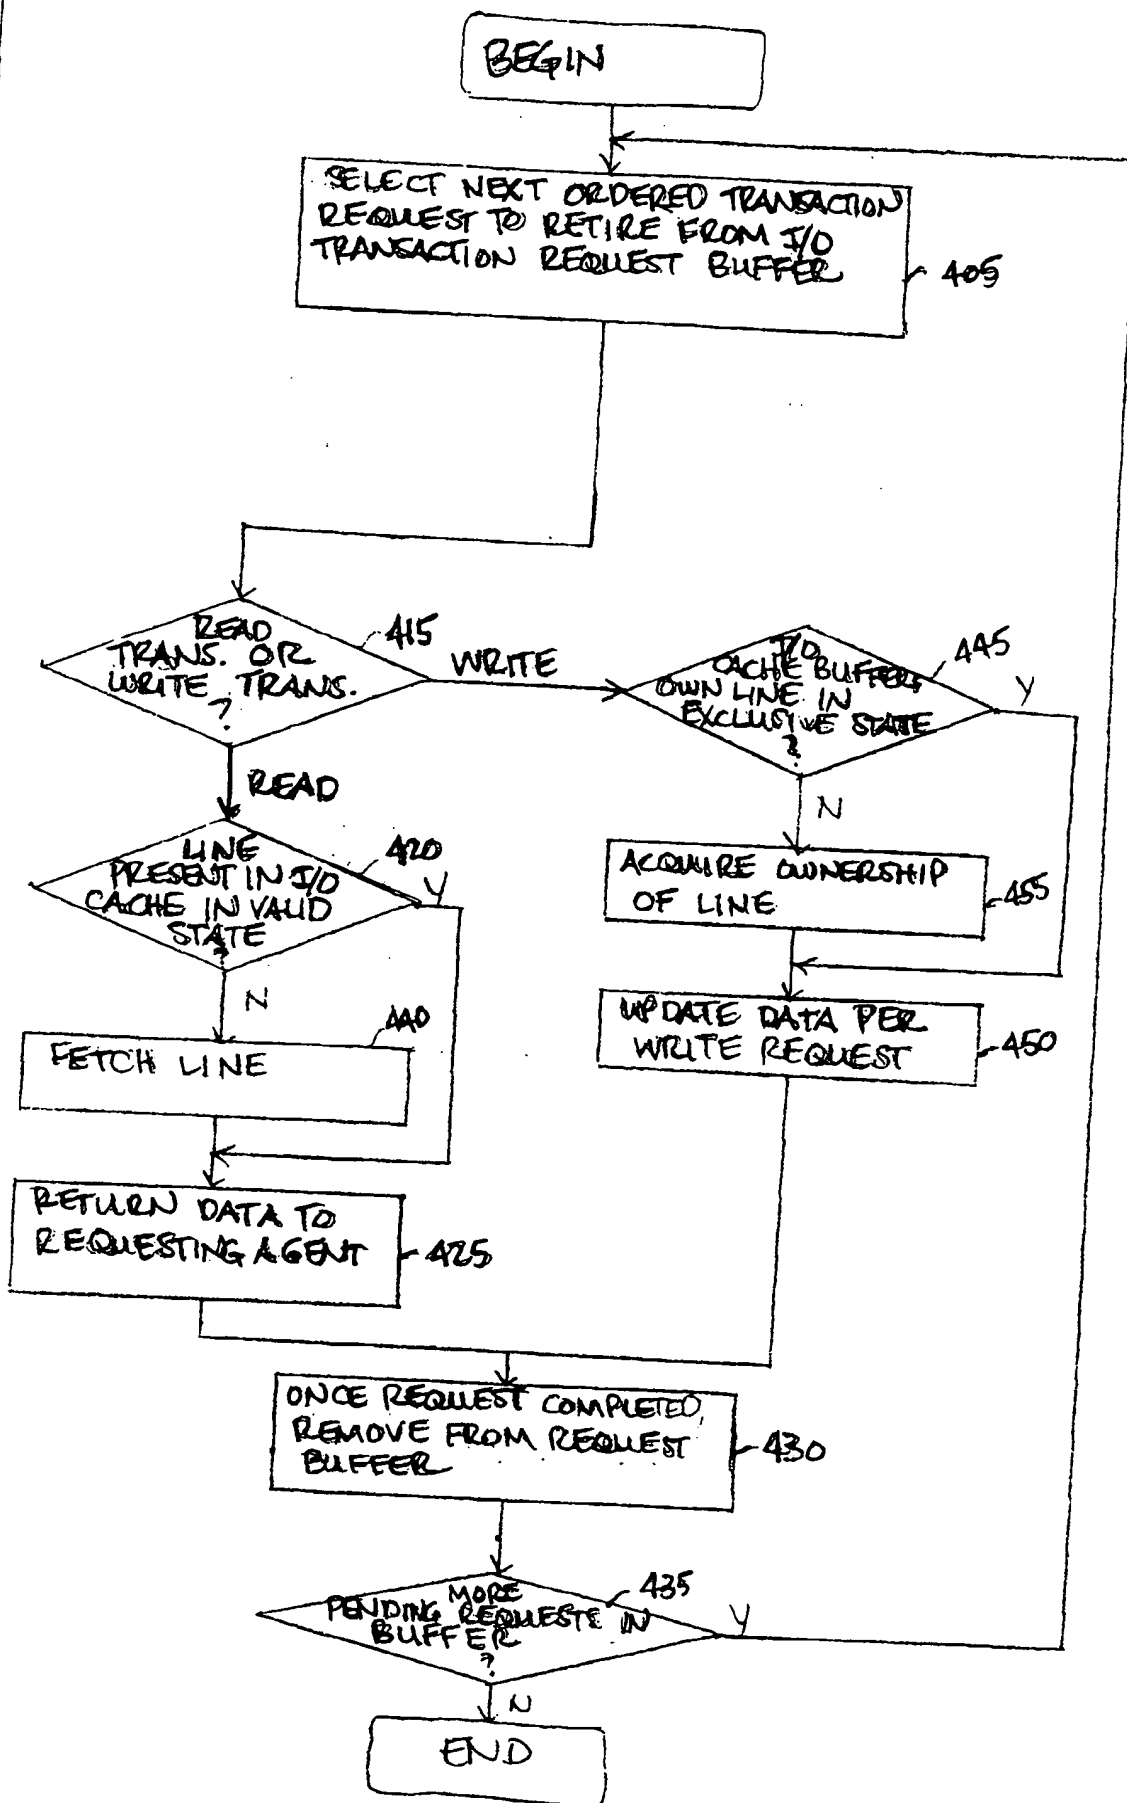 BEGIN
SELECT NEXT ORDERED TRANSACTION
REQUEST TO RETIRE FROM I/O
TRANSACTION REQUEST BUFFER
405
READ
TRANS. OR
WRITE TRANS.
?
415
WRITE
READ
I/O
CACHE BUFFER
OWN LINE IN
EXCLUSIVE STATE
?
445
Y
N
LINE
PRESENT IN I/O
CACHE IN VALID
STATE
?
420
Y
N
ACQUIRE OWNERSHIP
OF LINE
455
440
FETCH LINE
UPDATE DATA PER
WRITE REQUEST
450
RETURN DATA TO
REQUESTING AGENT
425
ONCE REQUEST COMPLETED,
REMOVE FROM REQUEST
BUFFER
430
MORE
PENDING REQUESTS IN
BUFFER
?
435
Y
N
END